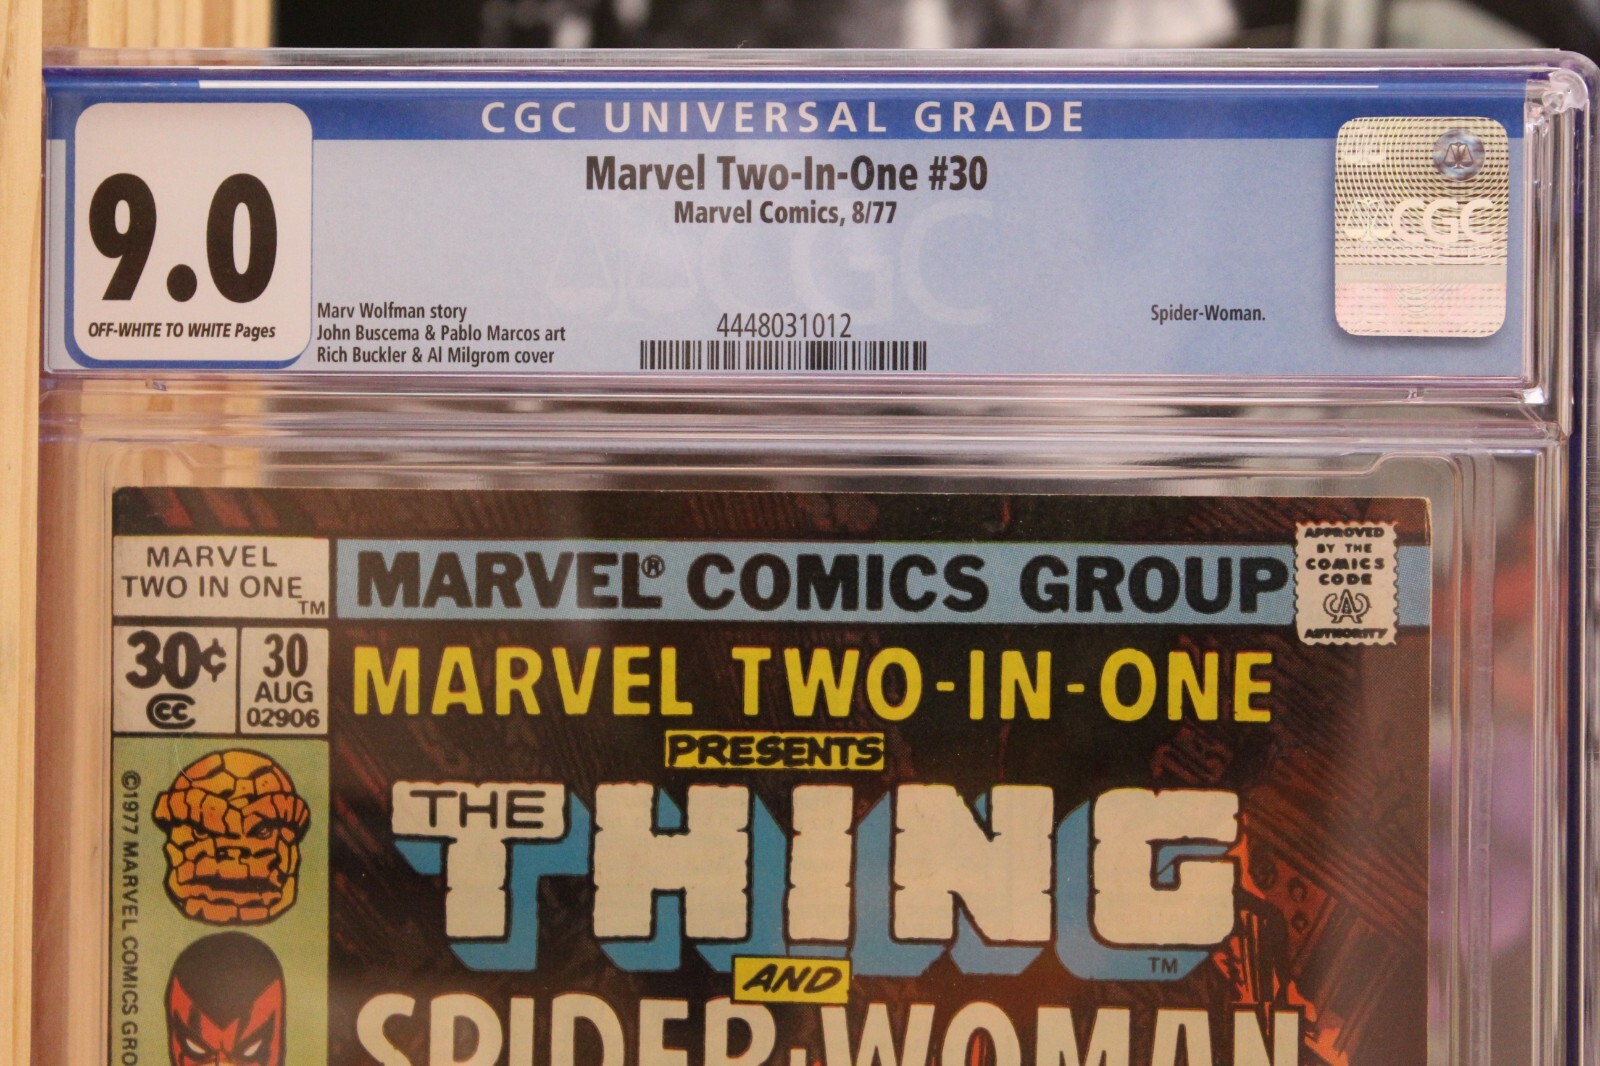 CGC UNIVERSAL GRADE
9.0
OFF-WHITE TO WHITE Pages
Marvel Two-In-One #30
Marvel Comics, 8/77
Marv Wolfman story
John Buscema & Pablo Marcos art
Rich Buckler & Al Milgrom cover
4448031012
Spider-Woman.
CGC
CGC
MARVEL
TWO IN ONE TM
30¢
CC
30
AUG
02906
MARVEL® COMICS GROUP
APPROVED
BY THE
COMICS
CODE
A
AUTHORITY
MARVEL TWO-IN-ONE
PRESENTS
THE THING
TM
AND
SPIDER-WOMAN
©1977 MARVEL COMICS GRO